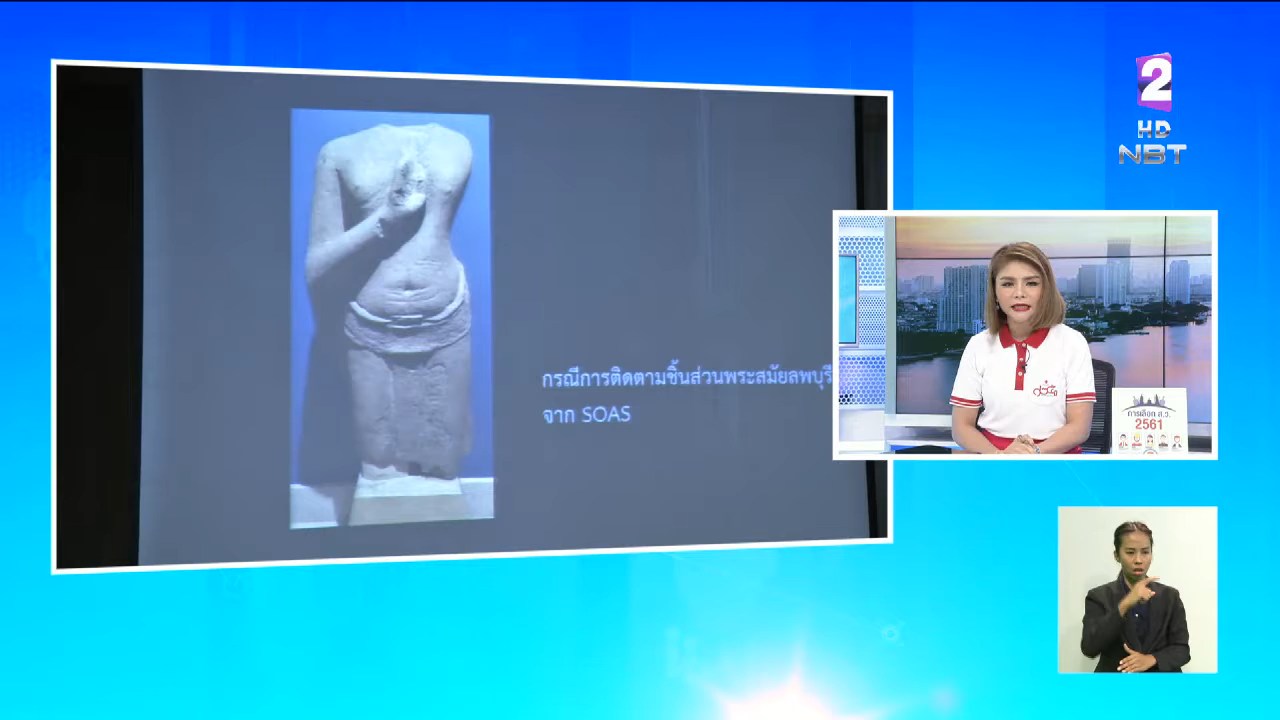 2
HD
NBT
กรณีการติดตามชิ้นส่วนพระสมัยลพบุรี
จาก SOAS
การเลือก ส.ว.
2561